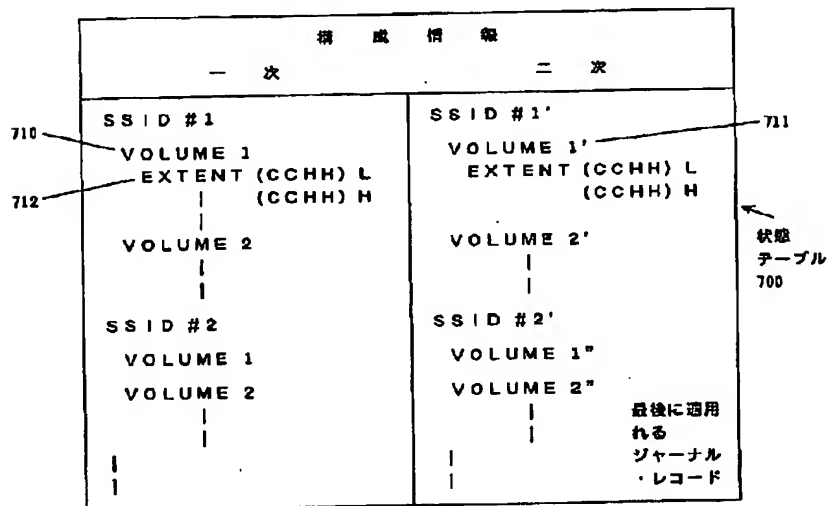 構成情報
一次 二次
SSID #1 SSID #1'
710 VOLUME 1 VOLUME 1' 711
712 EXTENT (CCHH) L EXTENT (CCHH) L
(CCHH) H (CCHH) H
VOLUME 2 VOLUME 2'
状態
テーブル
700
SSID #2 SSID #2'
VOLUME 1 VOLUME 1"
VOLUME 2 VOLUME 2"
最後に適用
れる
ジャーナル
・レコード